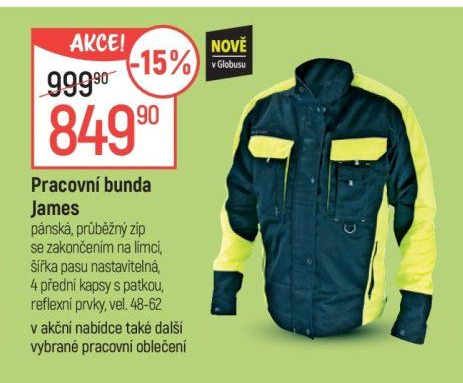 AKCE!
-15%
NOVĚ
v Globusu
99990
84990
Pracovní bunda
James
pánská, průběžný zip
se zakončením na límci,
šířka pasu nastavitelná,
4 přední kapsy s patkou,
reflexní prvky, vel. 48-62
v akční nabídce také další
vybrané pracovní oblečení